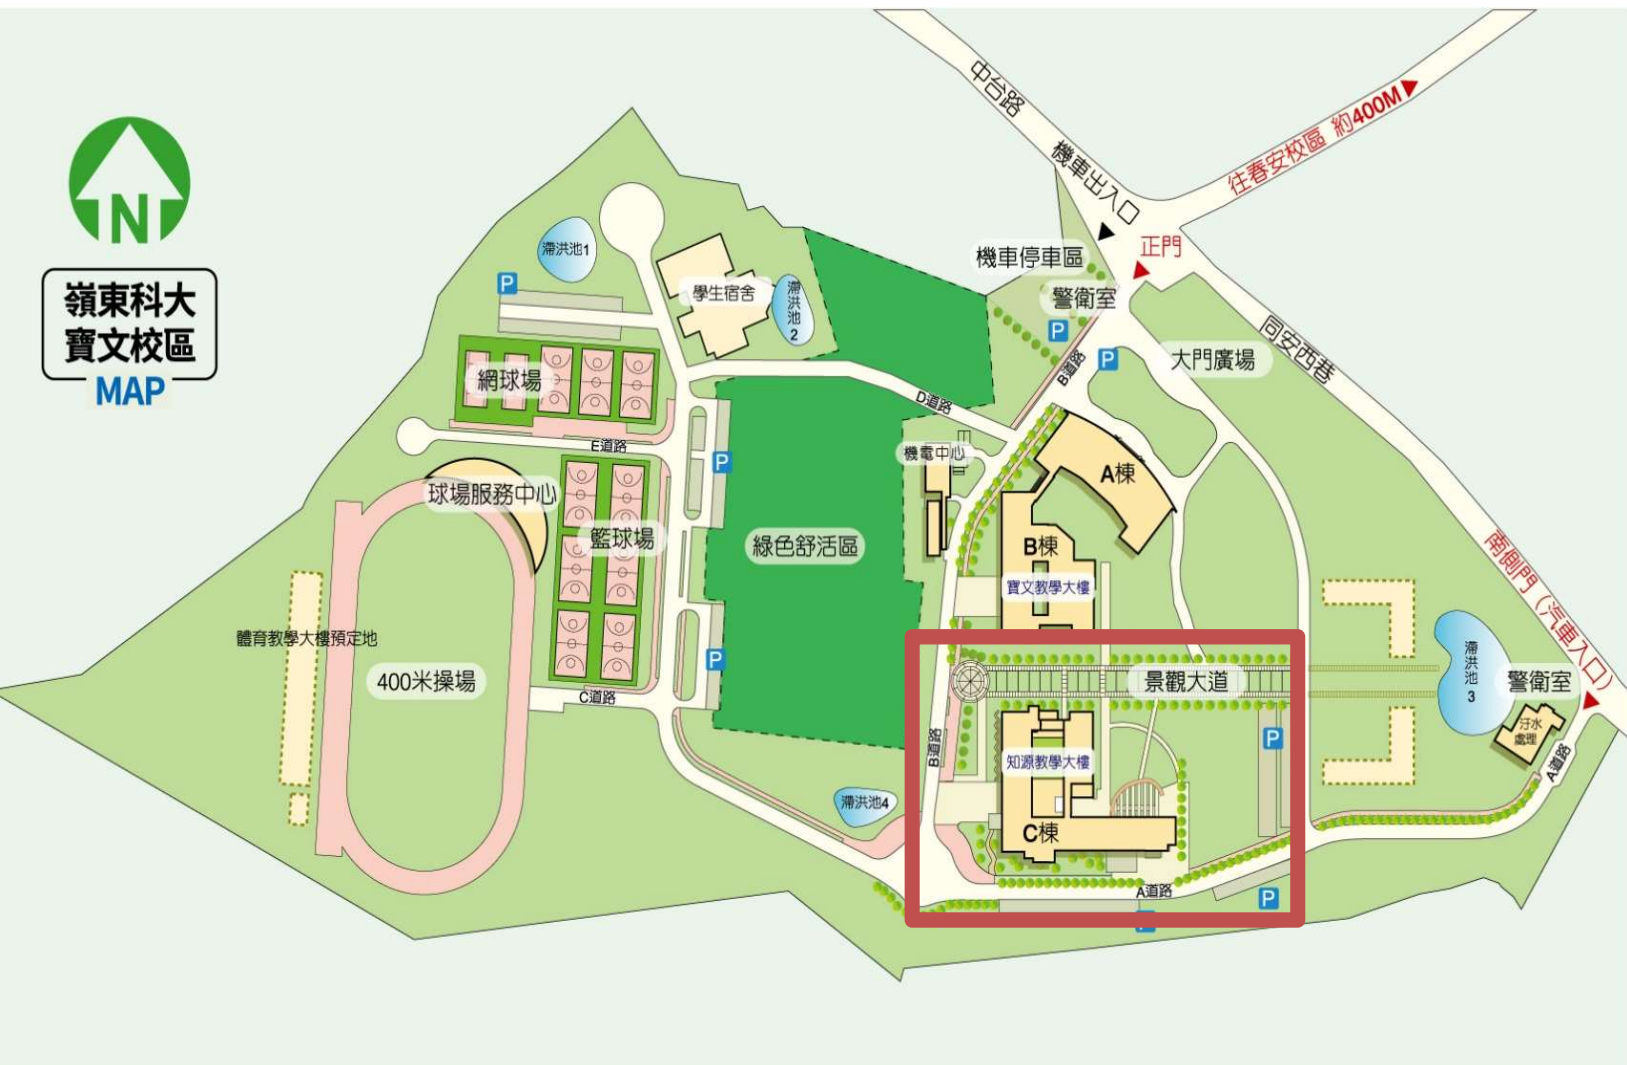 N
嶺東科大
寶文校區
MAP
中台路
機車出入口
往春安校區 約400M
正門
機車停車區
警衛室
P
P
B道路
大門廣場
同安西巷
滯洪池1
P
學生宿舍
滯洪池2
網球場
D道路
E道路
機電中心
P
A棟
球場服務中心
籃球場
綠色舒活區
B棟
寶文教學大樓
南側門（汽車入口）
體育教學大樓預定地
400米操場
P
C道路
景觀大道
滯洪池3
警衛室
汙水
處理
A道路
B道路
P
知源教學大樓
滯洪池4
C棟
A道路
P
P